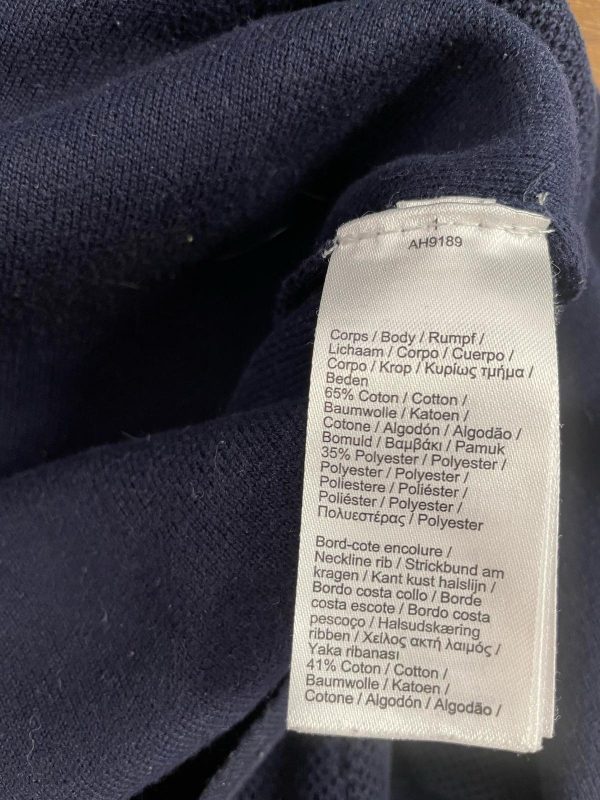 AH9189
Corps / Body / Rumpf /
Lichaam / Corpo / Cuerpo /
Corpo / Krop / Κυρίως τμήμα /
Beden
65% Coton / Cotton /
Baumwolle / Katoen /
Cotone / Algodón / Algodão /
Bomuld / Βαμβάκι / Pamuk
35% Polyester / Polyester /
Polyester / Polyester /
Poliestere / Poliéster /
Poliéster / Polyester /
Πολυεστέρας / Polyester
Bord-cote encolure /
Neckline rib / Strickbund am
kragen / Kant kust halslijn /
Bordo costa collo / Borde
costa escote / Bordo costa
pescoço / Halsudskæring
ribben / Χείλος ακτή λαιμός /
Yaka ribanası
41% Coton / Cotton /
Baumwolle / Katoen /
Cotone / Algodón / Algodão /